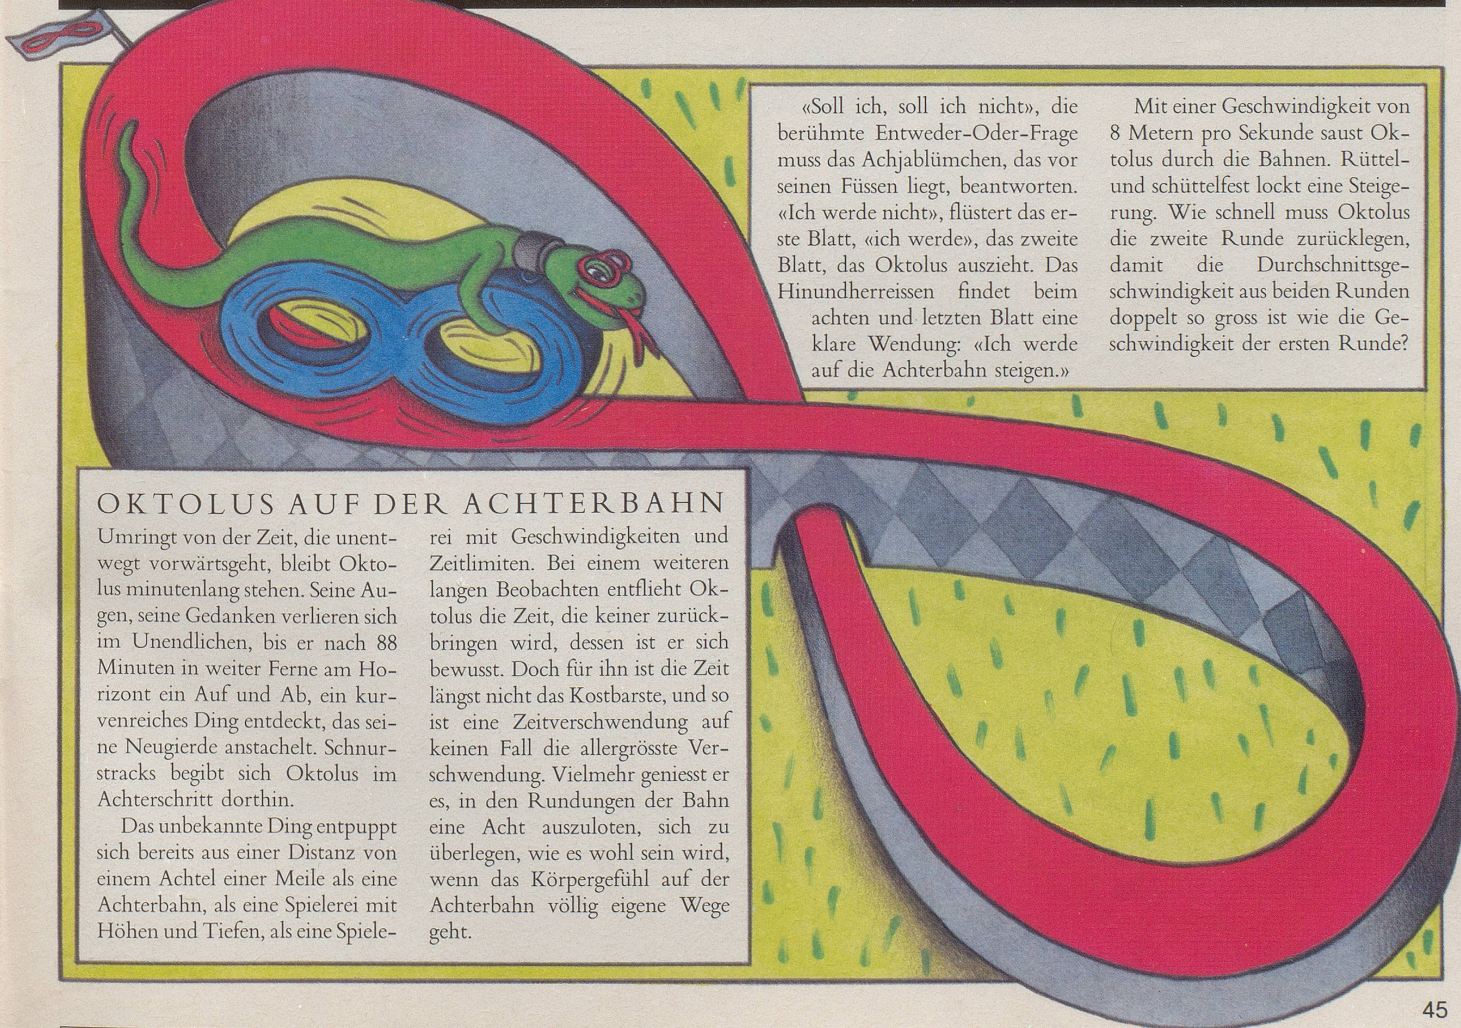 OKTOLUS AUF DER ACHTERBAHN
Umringt von der Zeit, die unent-
wegt vorwärtsgeht, bleibt Okto-
lus minutenlang stehen. Seine Au-
gen, seine Gedanken verlieren sich
im Unendlichen, bis er nach 88
Minuten in weiter Ferne am Ho-
rizont ein Auf und Ab, ein kur-
venreiches Ding entdeckt, das sei-
ne Neugierde anstachelt. Schnur-
stracks begibt sich Oktolus im
Achterschritt dorthin.
Das unbekannte Ding entpuppt
sich bereits aus einer Distanz von
einem Achtel einer Meile als eine
Achterbahn, als eine Spielerei mit
Höhen und Tiefen, als eine Spiele-
rei mit Geschwindigkeiten und
Zeitlimiten. Bei einem weiteren
langen Beobachten entflieht Ok-
tolus die Zeit, die keiner zurück-
bringen wird, dessen ist er sich
bewusst. Doch für ihn ist die Zeit
längst nicht das Kostbarste, und so
ist eine Zeitverschwendung auf
keinen Fall die allergrösste Ver-
schwendung. Vielmehr geniesst er
es, in den Rundungen der Bahn
eine Acht auszuloten, sich zu
überlegen, wie es wohl sein wird,
wenn das Körpergefühl auf der
Achterbahn völlig eigene Wege
geht.
«Soll ich, soll ich nicht», die
berühmte Entweder-Oder-Frage
muss das Achjablümchen, das vor
seinen Füssen liegt, beantworten.
«Ich werde nicht», flüstert das er-
ste Blatt, «ich werde», das zweite
Blatt, das Oktolus auszieht. Das
Hinundherreissen findet beim
achten und letzten Blatt eine
klare Wendung: «Ich werde
auf die Achterbahn steigen.»
Mit einer Geschwindigkeit von
8 Metern pro Sekunde saust Ok-
tolus durch die Bahnen. Rüttel-
und schüttelfest lockt eine Steige-
rung. Wie schnell muss Oktolus
die zweite Runde zurücklegen,
damit die Durchschnittsge-
schwindigkeit aus beiden Runden
doppelt so gross ist wie die Ge-
schwindigkeit der ersten Runde?
45